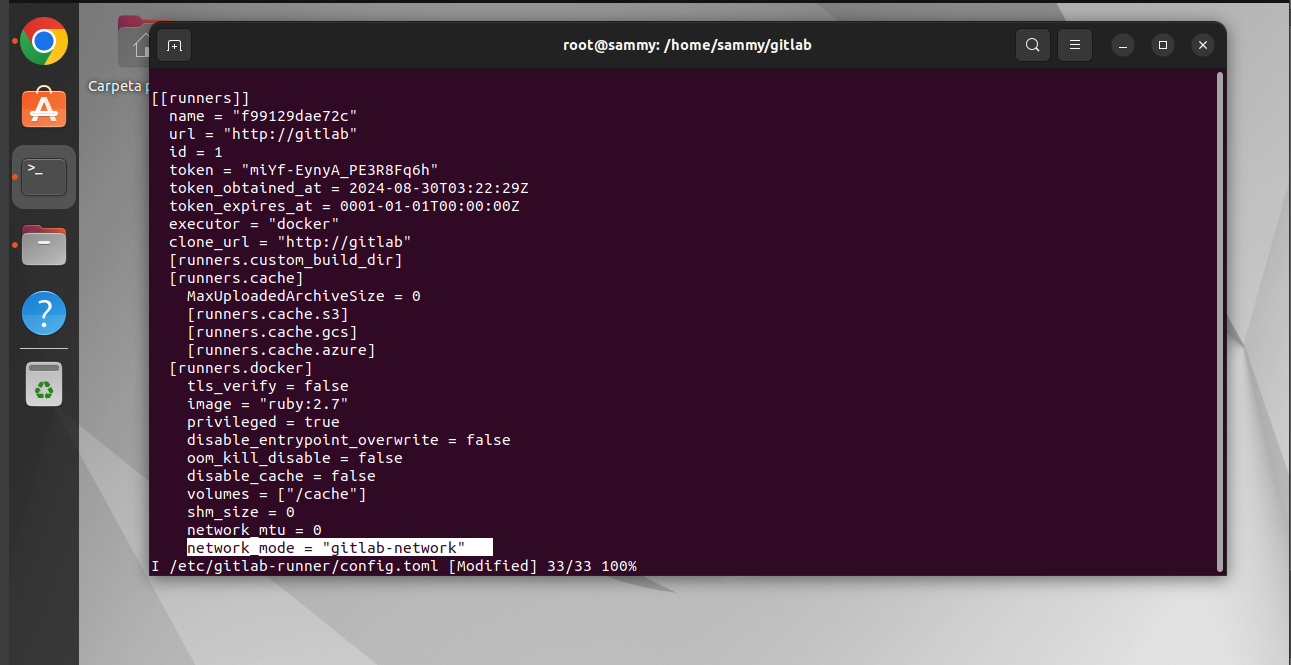 root@sammy: /home/sammy/gitlab
Carpeta p
[[runners]]
  name = "f99129dae72c"
  url = "http://gitlab"
  id = 1
  token = "miYf-EynyA_PE3R8Fq6h"
  token_obtained_at = 2024-08-30T03:22:29Z
  token_expires_at = 0001-01-01T00:00:00Z
  executor = "docker"
  clone_url = "http://gitlab"
  [runners.custom_build_dir]
  [runners.cache]
    MaxUploadedArchiveSize = 0
    [runners.cache.s3]
    [runners.cache.gcs]
    [runners.cache.azure]
  [runners.docker]
    tls_verify = false
    image = "ruby:2.7"
    privileged = true
    disable_entrypoint_overwrite = false
    oom_kill_disable = false
    disable_cache = false
    volumes = ["/cache"]
    shm_size = 0
    network_mtu = 0
    network_mode = "gitlab-network"
I /etc/gitlab-runner/config.toml [Modified] 33/33 100%